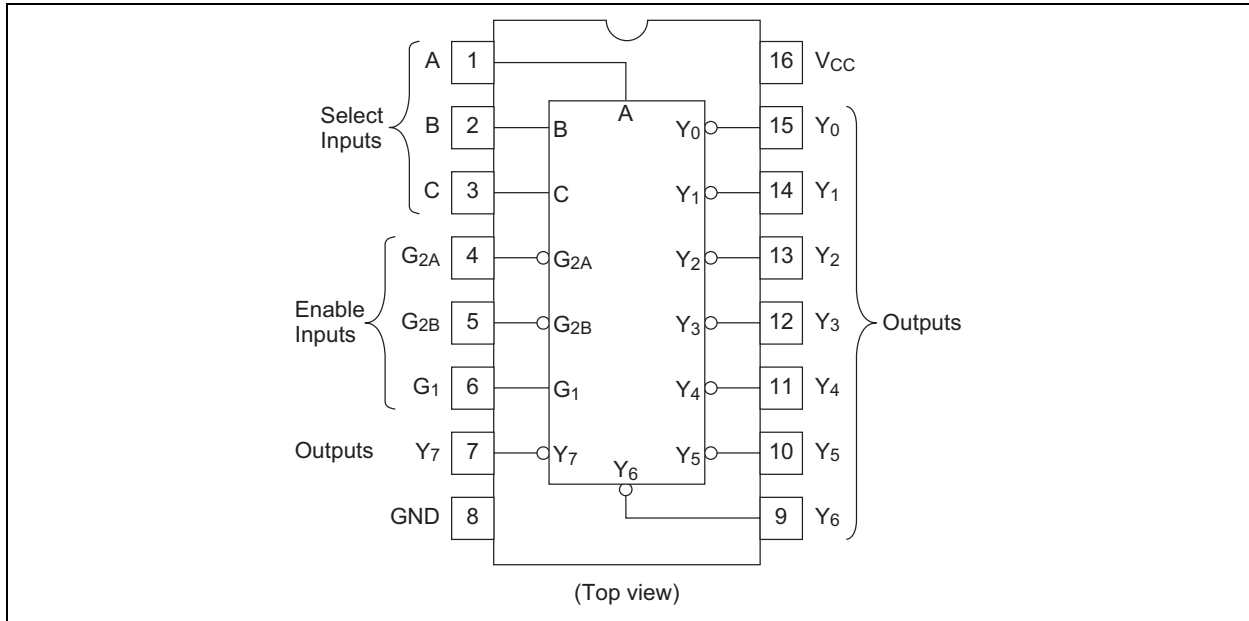 A 1 16 VCC
Select
Inputs
B 2 B A Y0 15 Y0
C 3 C Y1 14 Y1
G2A 4 G2A Y2 13 Y2
Enable
Inputs
G2B 5 G2B Y3 12 Y3 Outputs
G1 6 G1 Y4 11 Y4
Outputs Y7 7 Y7 Y5 10 Y5
Y6
GND 8 9 Y6
(Top view)